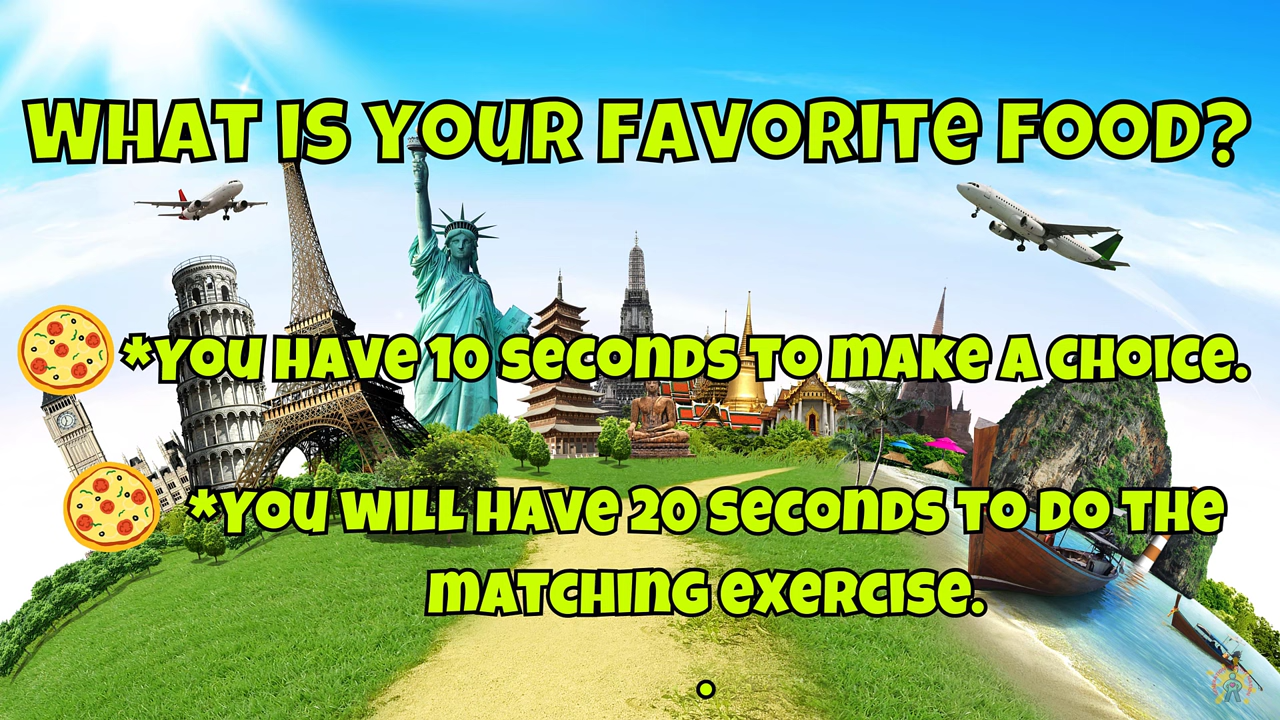 WHAT IS YOUR FAVORITE FOOD?
*YOU HAVE 10 SECONDS TO MAKE A CHOICE.
*YOU WILL HAVE 20 SECONDS TO DO THE
MATCHING EXERCISE.